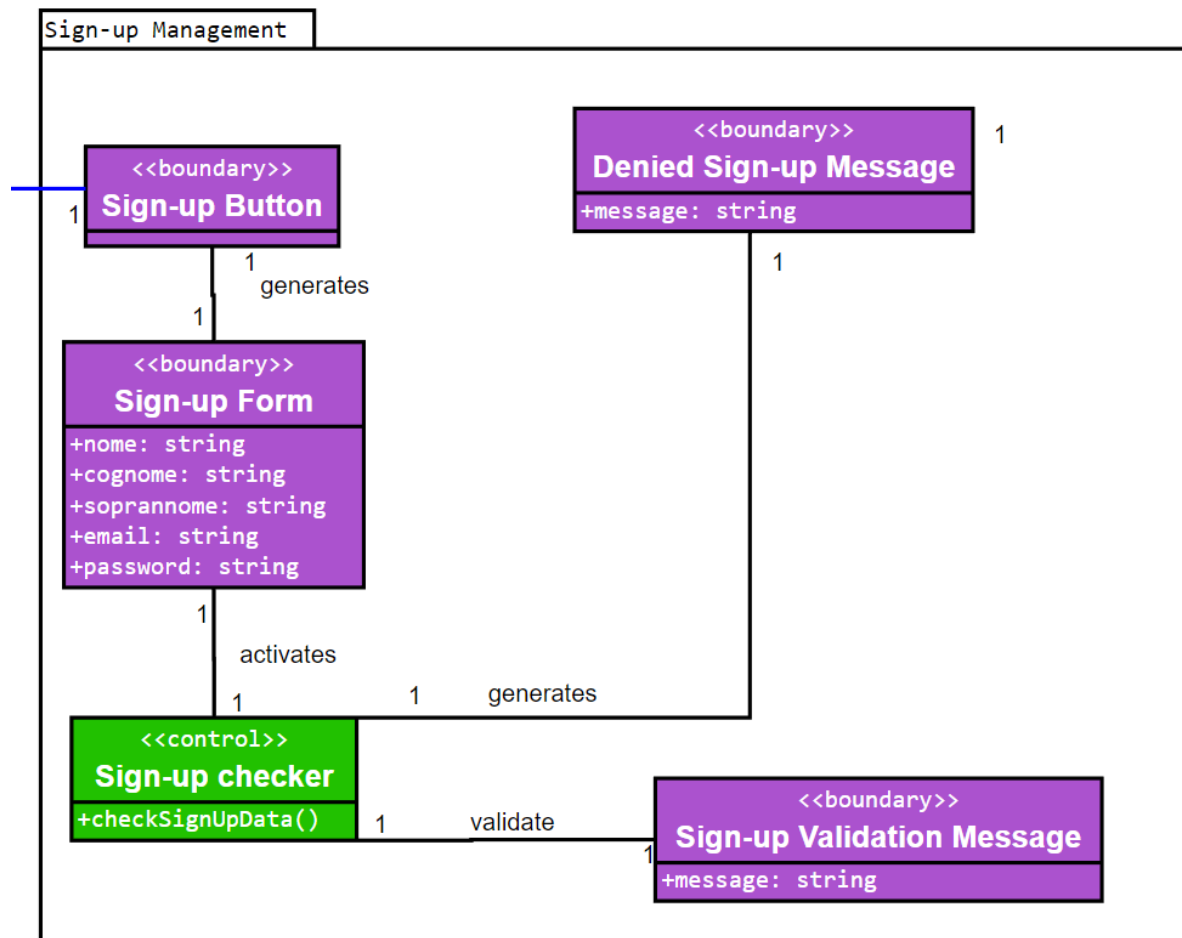 Sign-up Management
<<boundary>>
Denied Sign-up Message
+message: string
1
1
<<boundary>>
Sign-up Button
1
1
generates
1
<<boundary>>
Sign-up Form
+nome: string
+cognome: string
+soprannome: string
+email: string
+password: string
1
activates
1
1
generates
<<control>>
Sign-up checker
+checkSignUpData()
1
validate
1
<<boundary>>
Sign-up Validation Message
+message: string